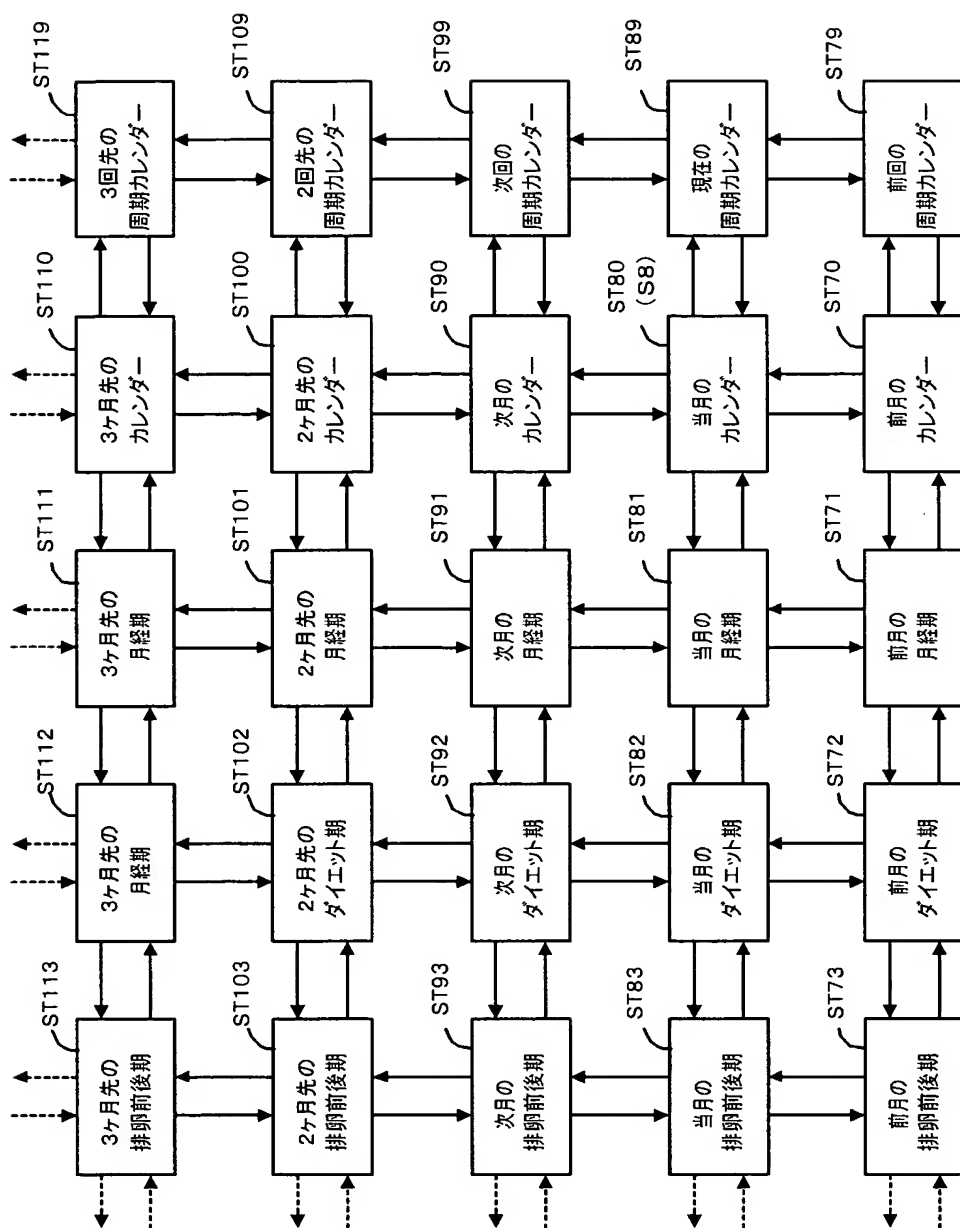 ST119
3回先の
周期カレンダー
ST109
2回先の
周期カレンダー
ST99
次回の
周期カレンダー
ST89
現在の
周期カレンダー
ST79
前回の
周期カレンダー
ST110
3ヶ月先の
カレンダー
ST100
2ヶ月先の
カレンダー
ST90
次月の
カレンダー
ST80
(S8)
当月の
カレンダー
ST70
前月の
カレンダー
ST111
3ヶ月先の
月経期
ST101
2ヶ月先の
月経期
ST91
次月の
月経期
ST81
当月の
月経期
ST71
前月の
月経期
ST112
3ヶ月先の
月経期
ST102
2ヶ月先の
ダイエット期
ST92
次月の
ダイエット期
ST82
当月の
ダイエット期
ST72
前月の
ダイエット期
ST113
3ヶ月先の
排卵前後期
ST103
2ヶ月先の
排卵前後期
ST93
次月の
排卵前後期
ST83
当月の
排卵前後期
ST73
前月の
排卵前後期